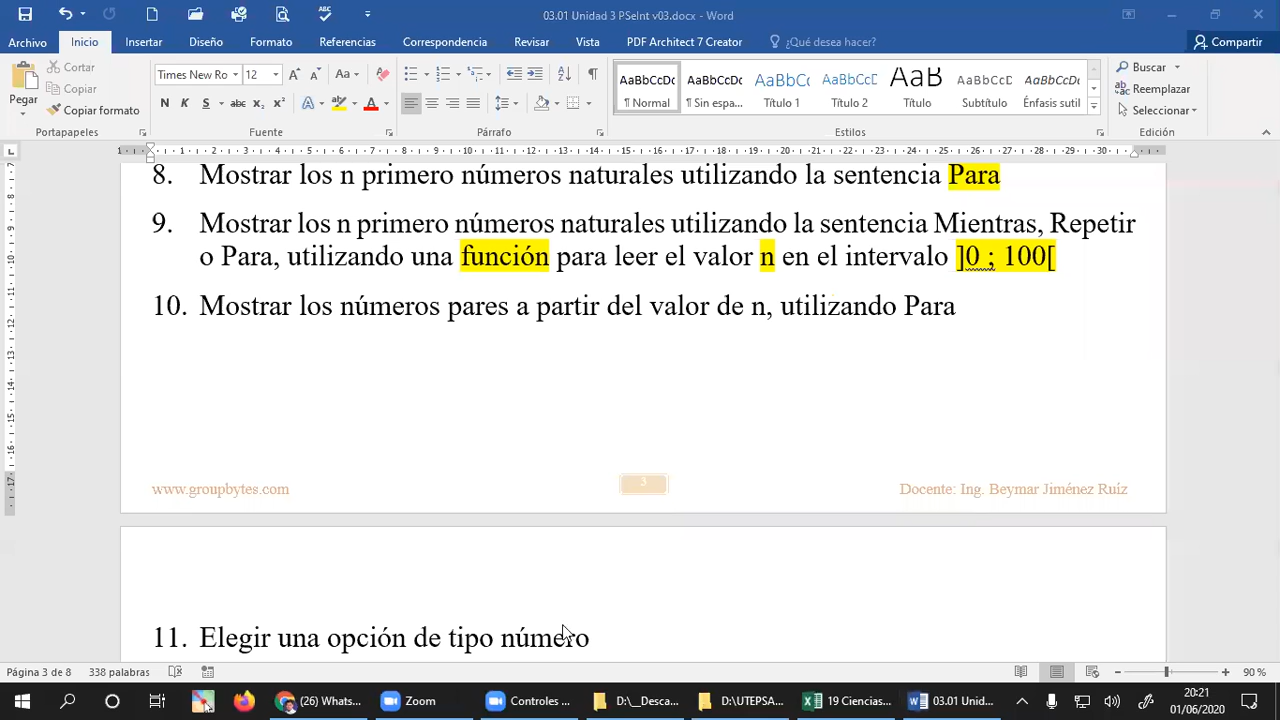 03.01 Unidad 3 PSeInt v03.docx - Word
Archivo Inicio Insertar Diseño Formato Referencias Correspondencia Revisar Vista PDF Architect 7 Creator ¿Qué desea hacer? Compartir
Pegar
Cortar
Copiar
Copiar formato
Portapapeles
Times New Ro 12
N K S abc x₂ x²
Fuente
Párrafo
AaBbCcDc AaBbCcDc AaBbCc AaBbCcC AaB AaBbCcD AaBbCcDc
¶ Normal ¶ Sin espa... Título 1 Título 2 Título Subtítulo Énfasis sutil
Estilos
Buscar
Reemplazar
Seleccionar
Edición
8. Mostrar los n primero números naturales utilizando la sentencia Para
9. Mostrar los n primero números naturales utilizando la sentencia Mientras, Repetir
o Para, utilizando una función para leer el valor n en el intervalo ]0 ; 100[
10. Mostrar los números pares a partir del valor de n, utilizando Para
www.groupbytes.com 3 Docente: Ing. Beymar Jiménez Ruíz
11. Elegir una opción de tipo número
Página 3 de 8 338 palabras 90 %
(26) Whats... Zoom Controles ... D:\__Desca... D:\UTEPSA... 19 Ciencias... 03.01 Unid... 20:21
01/06/2020